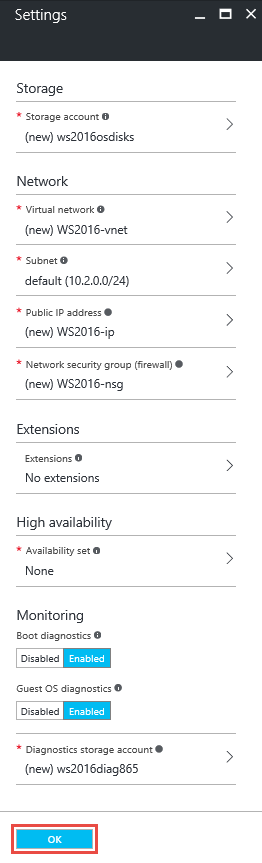 Settings
Storage
* Storage account
(new) ws2016osdisks
Network
* Virtual network
(new) WS2016-vnet
* Subnet
default (10.2.0.0/24)
* Public IP address
(new) WS2016-ip
* Network security group (firewall)
(new) WS2016-nsg
Extensions
Extensions
No extensions
High availability
* Availability set
None
Monitoring
Boot diagnostics
Disabled Enabled
Guest OS diagnostics
Disabled Enabled
* Diagnostics storage account
(new) ws2016diag865
OK